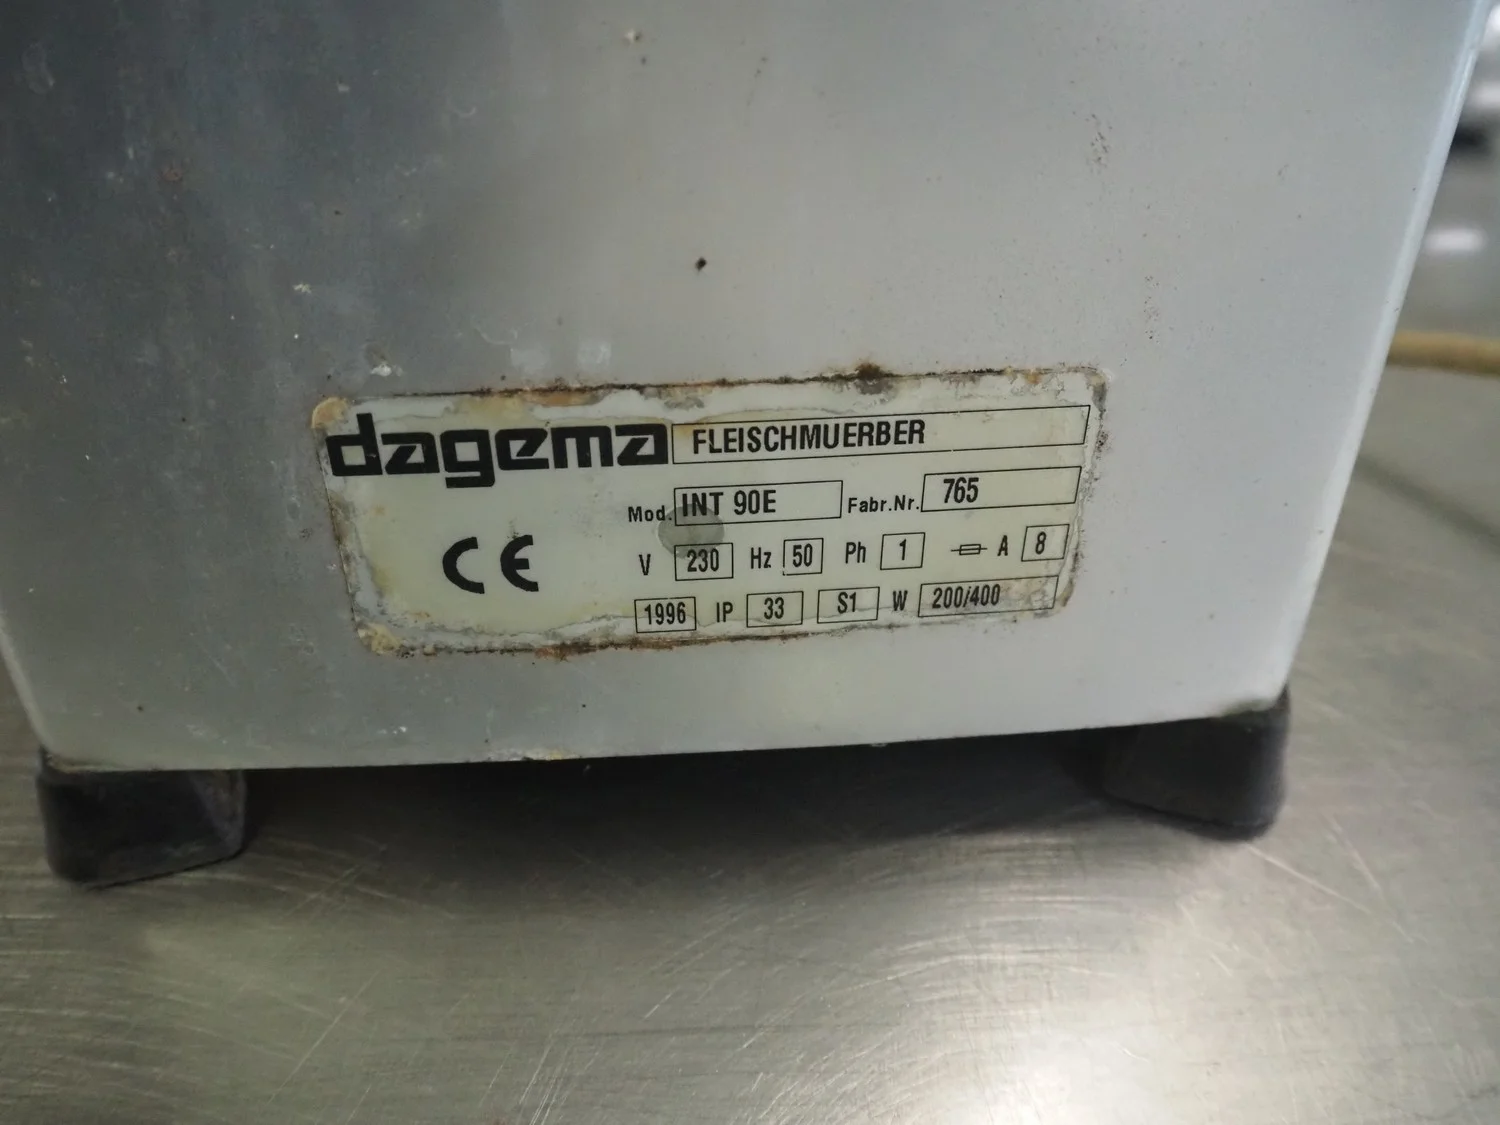 dagema FLEISCHMUERBER
Mod. INT 90E Fabr.Nr. 765
CE V 230 Hz 50 Ph 1 A 8
1996 IP 33 S1 W 200/400